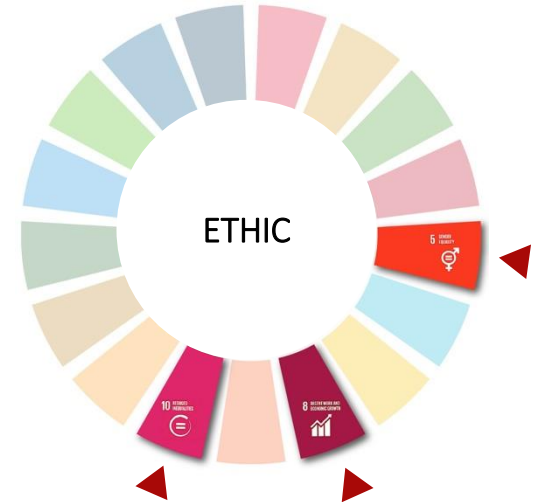 ETHIC
5 GENDER
EQUALITY
8 DECENT WORK AND
ECONOMIC GROWTH
10 REDUCED
INEQUALITIES